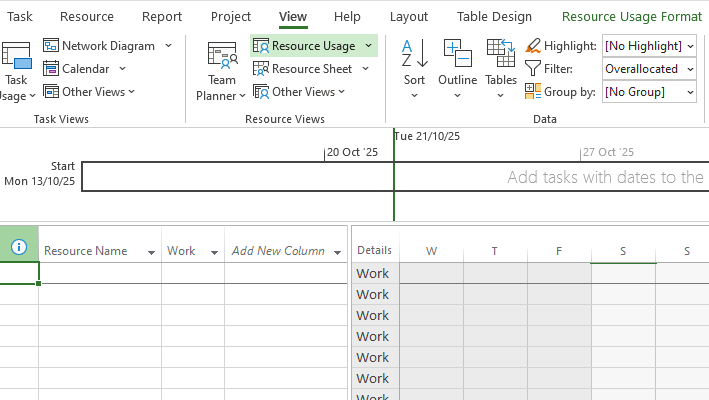 Task Resource Report Project View Help Layout Table Design Resource Usage Format
Network Diagram Resource Usage Highlight: [No Highlight]
Calendar Resource Sheet Filter: Overallocated
Other Views Other Views Group by: [No Group]
Task
Usage
Team
Planner
Sort Outline Tables
Task Views Resource Views Data
Tue 21/10/25
20 Oct '25 27 Oct '25
Start
Mon 13/10/25
Add tasks with dates to the
Resource Name Work Add New Column Details W T F S S
Work
Work
Work
Work
Work
Work
Work